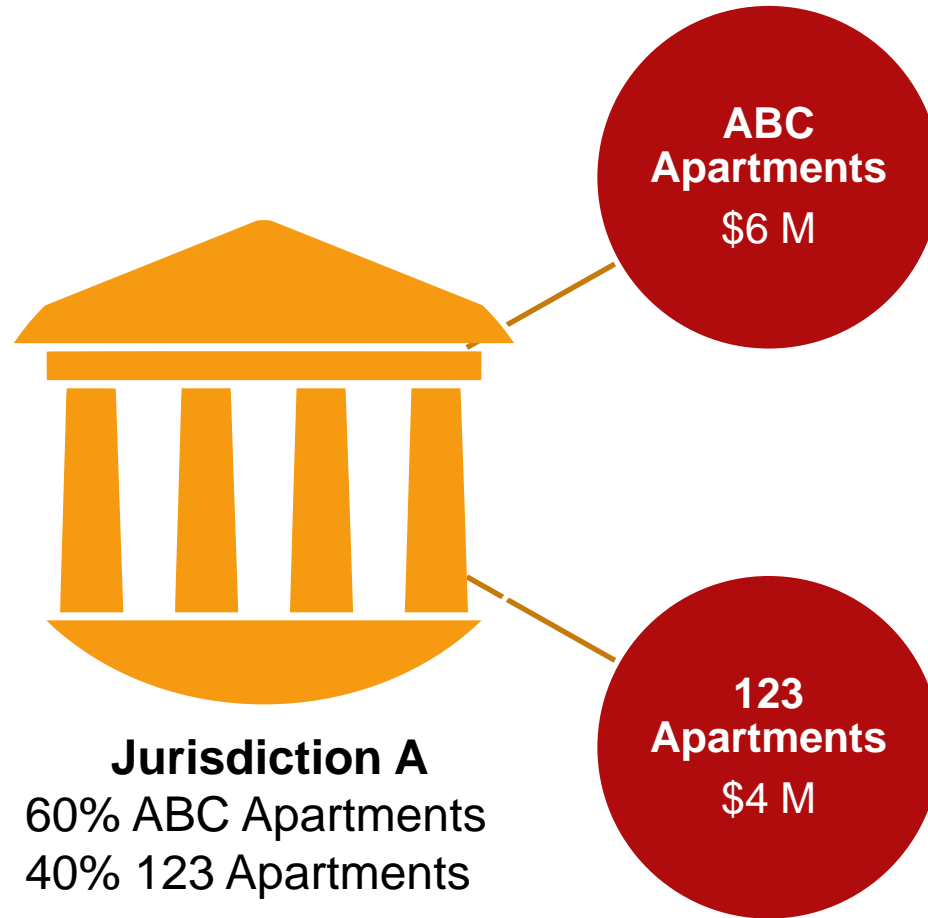 ABC
Apartments
$6 M
123
Apartments
$4 M
Jurisdiction A
60% ABC Apartments
40% 123 Apartments